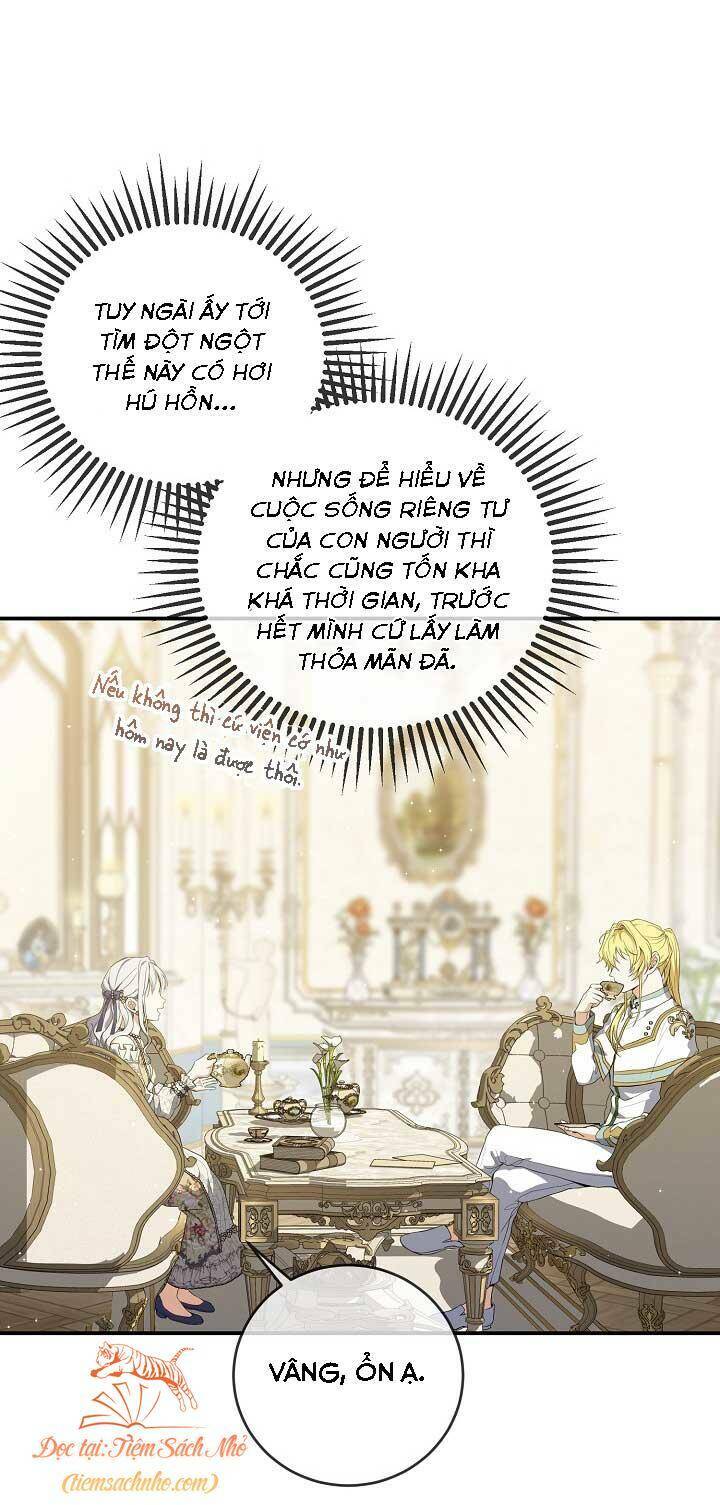 TUY NGÀI ẤY TỚI
TÌM ĐỘT NGỘT
THẾ NÀY CÓ HƠI
HÚ HỒN...
NHƯNG ĐỂ HIỂU VỀ
CUỘC SỐNG RIÊNG TƯ
CỦA CON NGƯỜI THÌ
CHẮC CŨNG TỐN KHA
KHÁ THỜI GIAN, TRƯỚC
HẾT MÌNH CỨ LẤY LÀM
THỎA MÃN ĐÃ.
Nếu không thì cứ viện cớ như
hôm nay là được thôi.
VÂNG, ỔN Ạ.
Đọc tại: Tiệm Sách Nhỏ
(tiemsachnho.com)